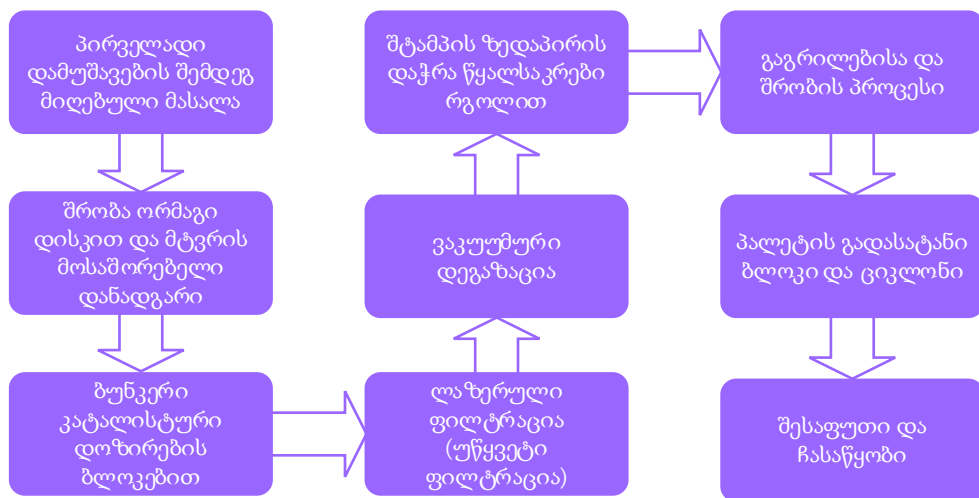 პირველადი
დამუშავების შემდეგ
მიღებული მასალა
შრობა ორმაგი
დისკით და მტვრის
მოსაშორებელი
დანადგარი
ბუნკერი
კატალისტური
დოზირების
ბლოკებით
ლაზერული
ფილტრაცია
(უწყვეტი
ფილტრაცია)
ვაკუუმური
დეგაზაცია
შტამპის ზედაპირის
დაჭრა წყალსაკრები
რგოლით
გაგრილებისა და
შრობის პროცესი
პალეტის გადასატანი
ბლოკი და ციკლონი
შესაფუთი და
ჩასაწყობი